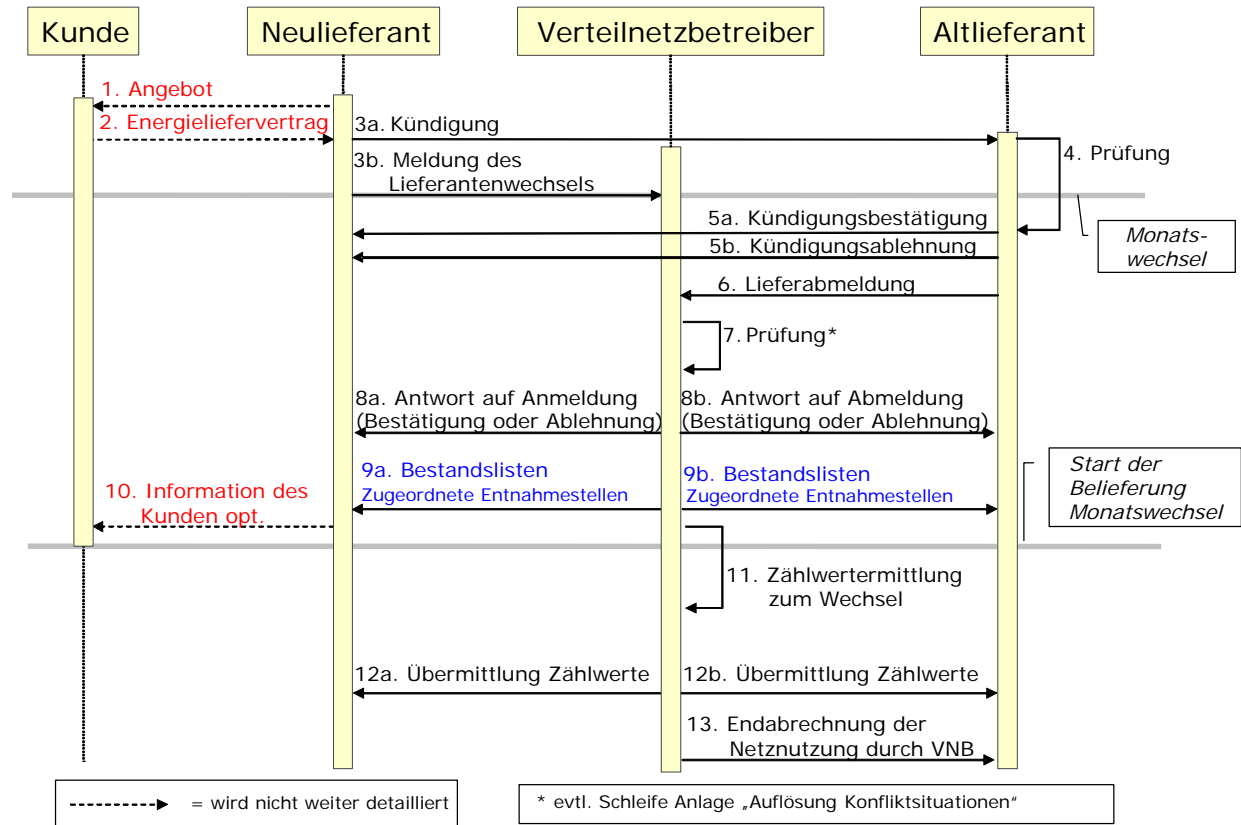 Kunde
Neulieferant
Verteilnetzbetreiber
Altlieferant
1. Angebot
2. Energieliefervertrag
3a. Kündigung
3b. Meldung des
Lieferantenwechsels
4. Prüfung
5a. Kündigungsbestätigung
5b. Kündigungsablehnung
Monats-
wechsel
6. Lieferabmeldung
7. Prüfung*
8a. Antwort auf Anmeldung
(Bestätigung oder Ablehnung)
8b. Antwort auf Abmeldung
(Bestätigung oder Ablehnung)
9a. Bestandslisten
Zugeordnete Entnahmestellen
9b. Bestandslisten
Zugeordnete Entnahmestellen
Start der
Belieferung
Monatswechsel
10. Information des
Kunden opt.
11. Zählwertermittlung
zum Wechsel
12a. Übermittlung Zählwerte
12b. Übermittlung Zählwerte
13. Endabrechnung der
Netznutzung durch VNB
= wird nicht weiter detailliert
* evtl. Schleife Anlage „Auflösung Konfliktsituationen“